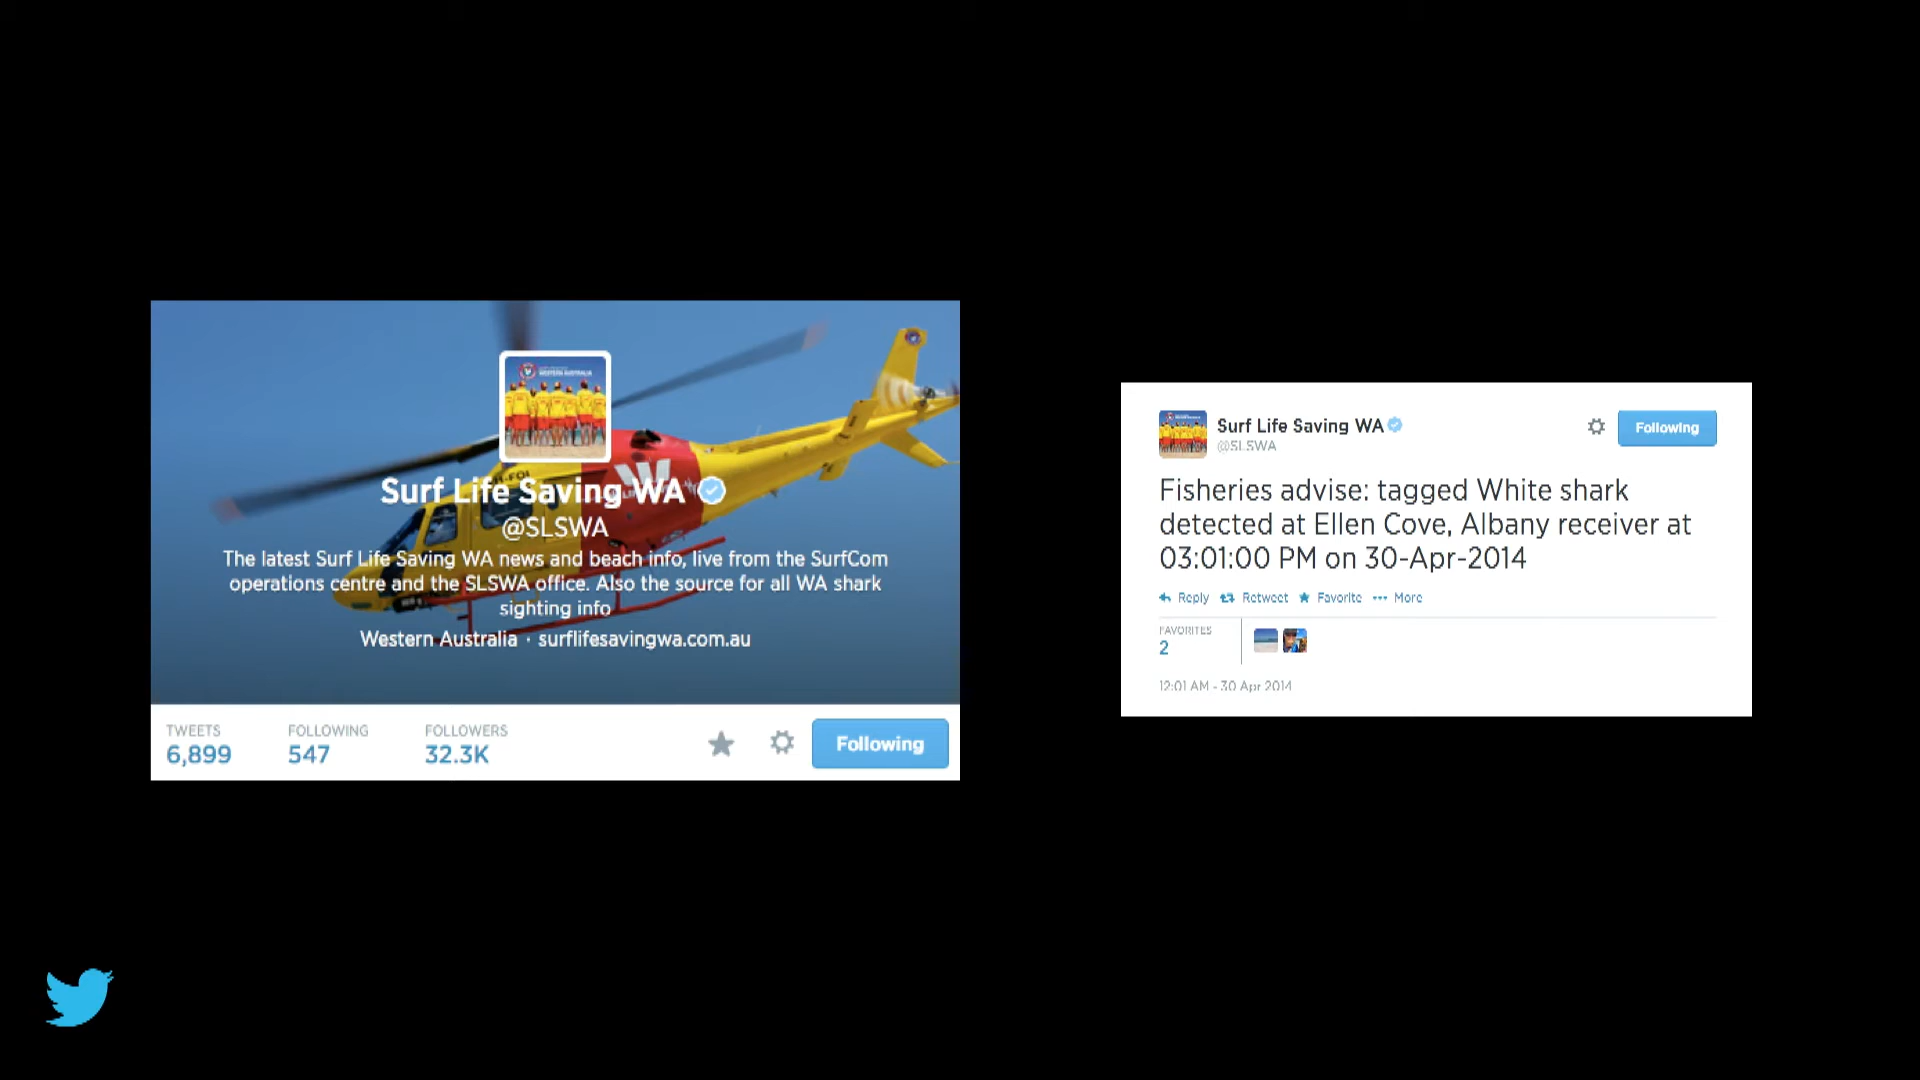 Surf Life Saving WA
@SLSWA
The latest Surf Life Saving WA news and beach info, live from the SurfCom
operations centre and the SLSWA office. Also the source for all WA shark
sighting info
Western Australia · surflifesavingwa.com.au
TWEETS
6,899
FOLLOWING
547
FOLLOWERS
32.3K
Following
Surf Life Saving WA
@SLSWA
Following
Fisheries advise: tagged White shark
detected at Ellen Cove, Albany receiver at
03:01:00 PM on 30-Apr-2014
Reply Retweet Favorite More
FAVORITES
2
12:01 AM - 30 Apr 2014